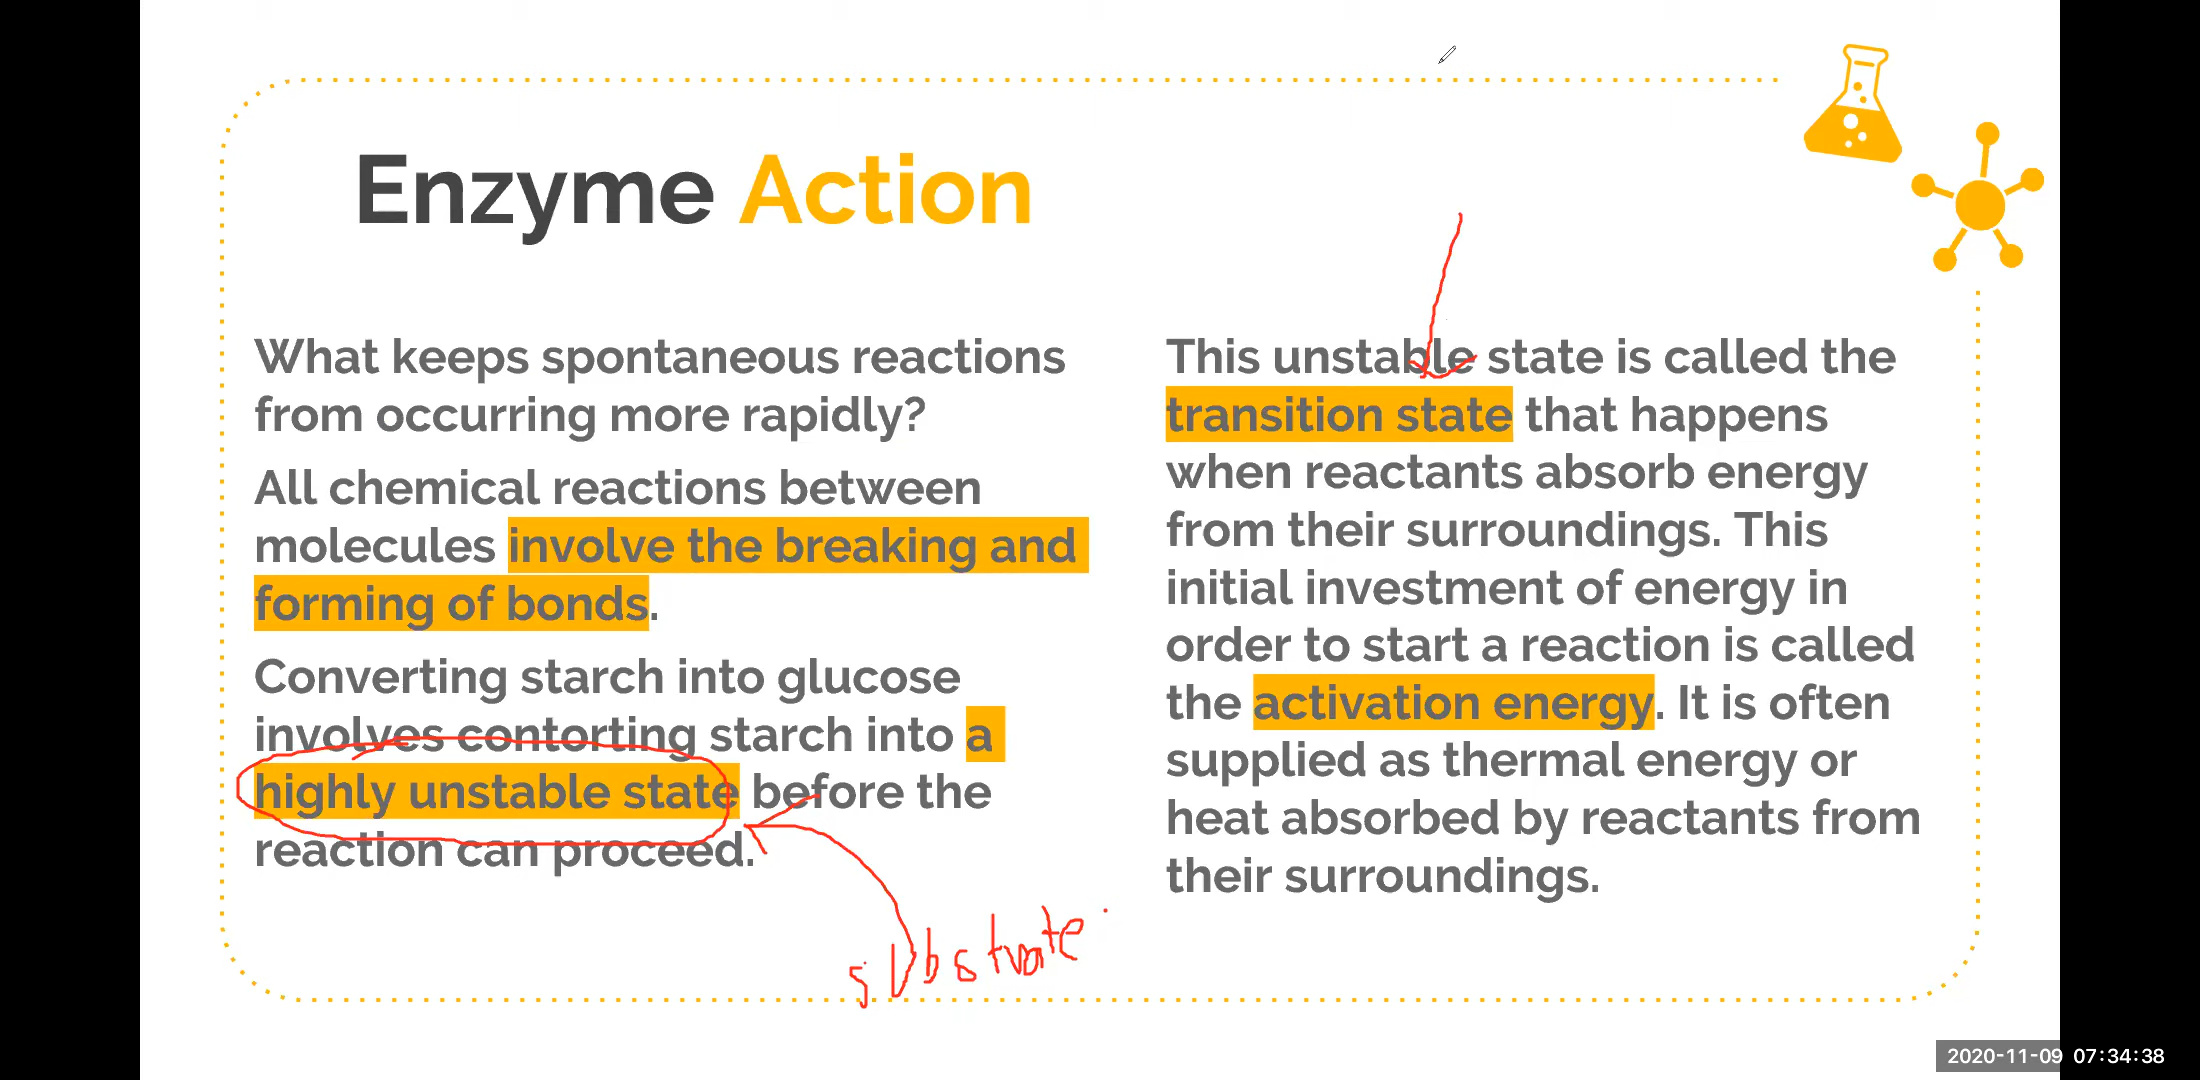 Enzyme Action
What keeps spontaneous reactions
from occurring more rapidly?
All chemical reactions between
molecules involve the breaking and
forming of bonds.
Converting starch into glucose
involves contorting starch into a
highly unstable state before the
reaction can proceed.
substrate
This unstable state is called the
transition state that happens
when reactants absorb energy
from their surroundings. This
initial investment of energy in
order to start a reaction is called
the activation energy. It is often
supplied as thermal energy or
heat absorbed by reactants from
their surroundings.
2020-11-09 07:34:38